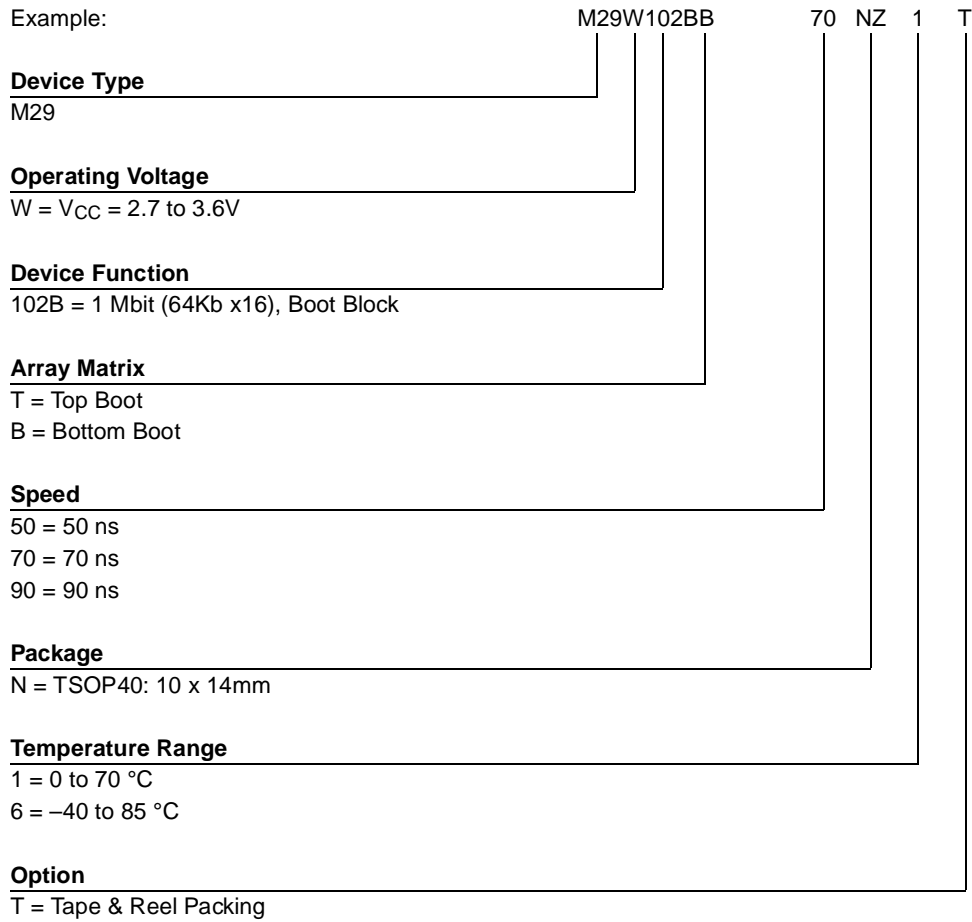 Example: M29W102BB 70 NZ 1 T
Device Type
M29
Operating Voltage
W = VCC = 2.7 to 3.6V
Device Function
102B = 1 Mbit (64Kb x16), Boot Block
Array Matrix
T = Top Boot
B = Bottom Boot
Speed
50 = 50 ns
70 = 70 ns
90 = 90 ns
Package
N = TSOP40: 10 x 14mm
Temperature Range
1 = 0 to 70 °C
6 = –40 to 85 °C
Option
T = Tape & Reel Packing